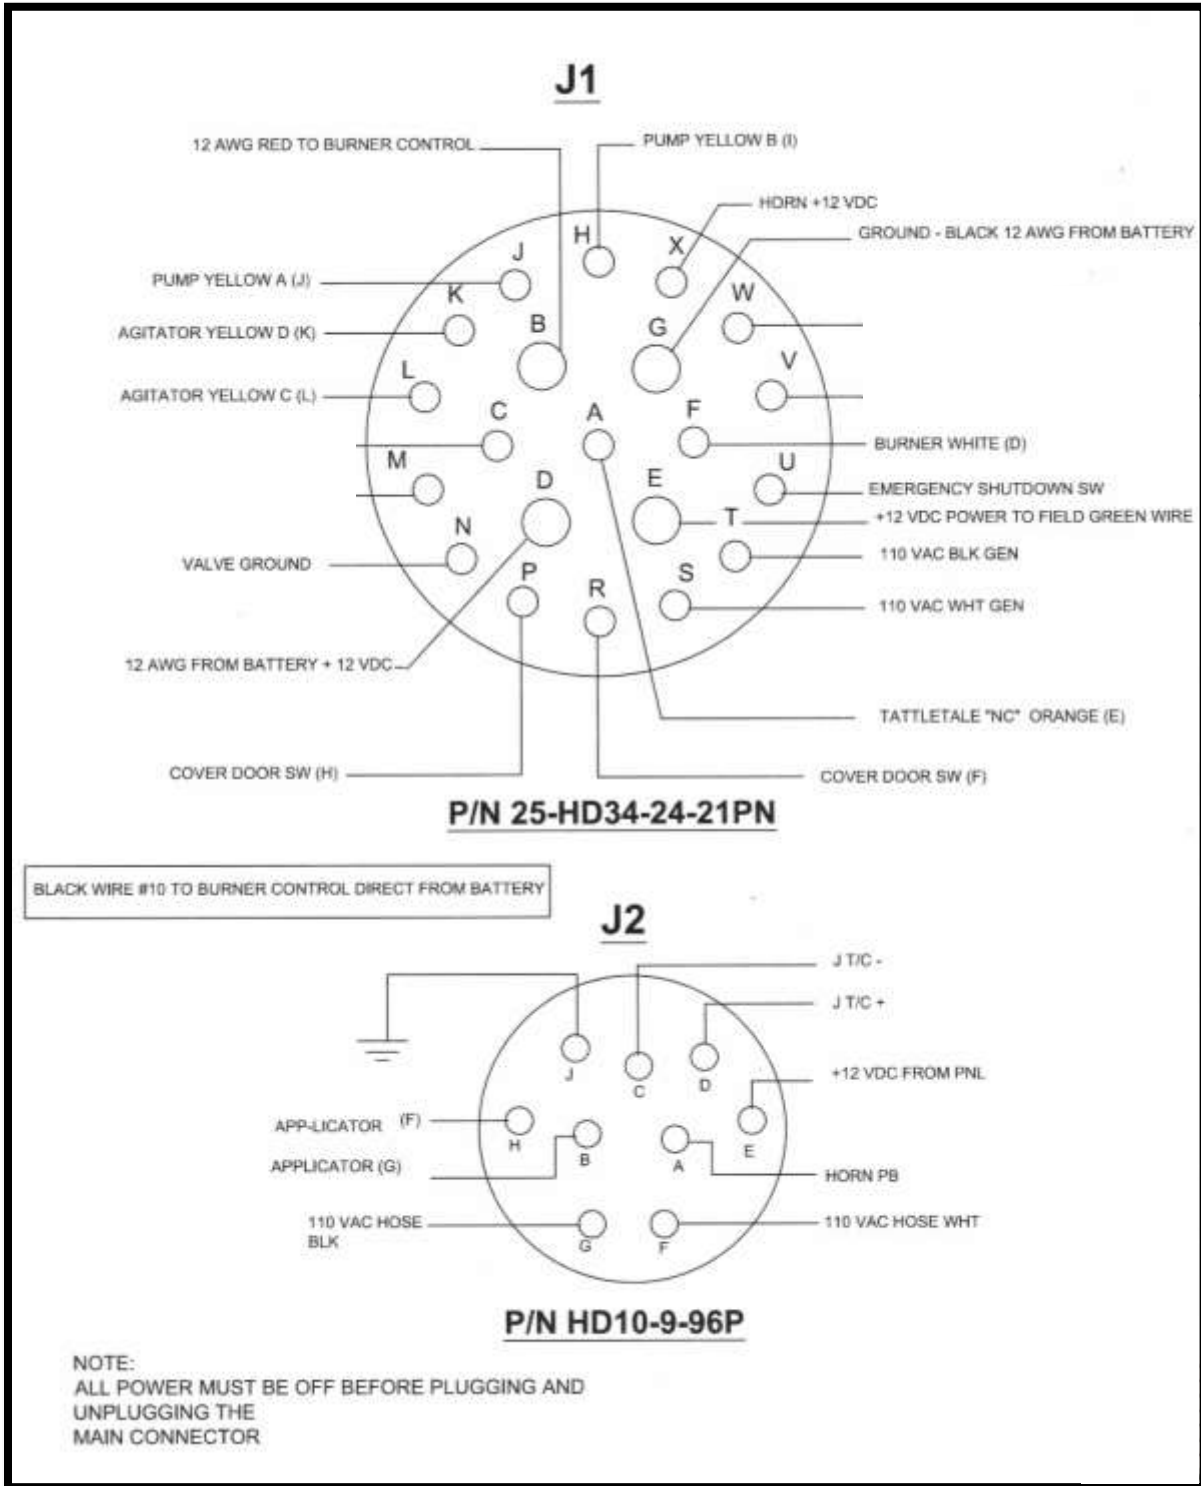 J1
12 AWG RED TO BURNER CONTROL
PUMP YELLOW B (I)
HORN +12 VDC
GROUND - BLACK 12 AWG FROM BATTERY
H
X
J
W
PUMP YELLOW A (J)
K
B
G
AGITATOR YELLOW D (K)
V
L
AGITATOR YELLOW C (L)
C
A
F
BURNER WHITE (D)
M
U
D
E
EMERGENCY SHUTDOWN SW
T
+12 VDC POWER TO FIELD GREEN WIRE
N
110 VAC BLK GEN
VALVE GROUND
P
R
S
110 VAC WHT GEN
12 AWG FROM BATTERY + 12 VDC
TATTLETALE "NC" ORANGE (E)
COVER DOOR SW (H)
COVER DOOR SW (F)
P/N 25-HD34-24-21PN
BLACK WIRE #10 TO BURNER CONTROL DIRECT FROM BATTERY
J2
J T/C -
J T/C +
J
C
D
+12 VDC FROM PNL
APP-LICATOR (F)
H
B
A
E
APPLICATOR (G)
HORN PB
110 VAC HOSE
BLK
G
F
110 VAC HOSE WHT
P/N HD10-9-96P
NOTE:
ALL POWER MUST BE OFF BEFORE PLUGGING AND
UNPLUGGING THE
MAIN CONNECTOR